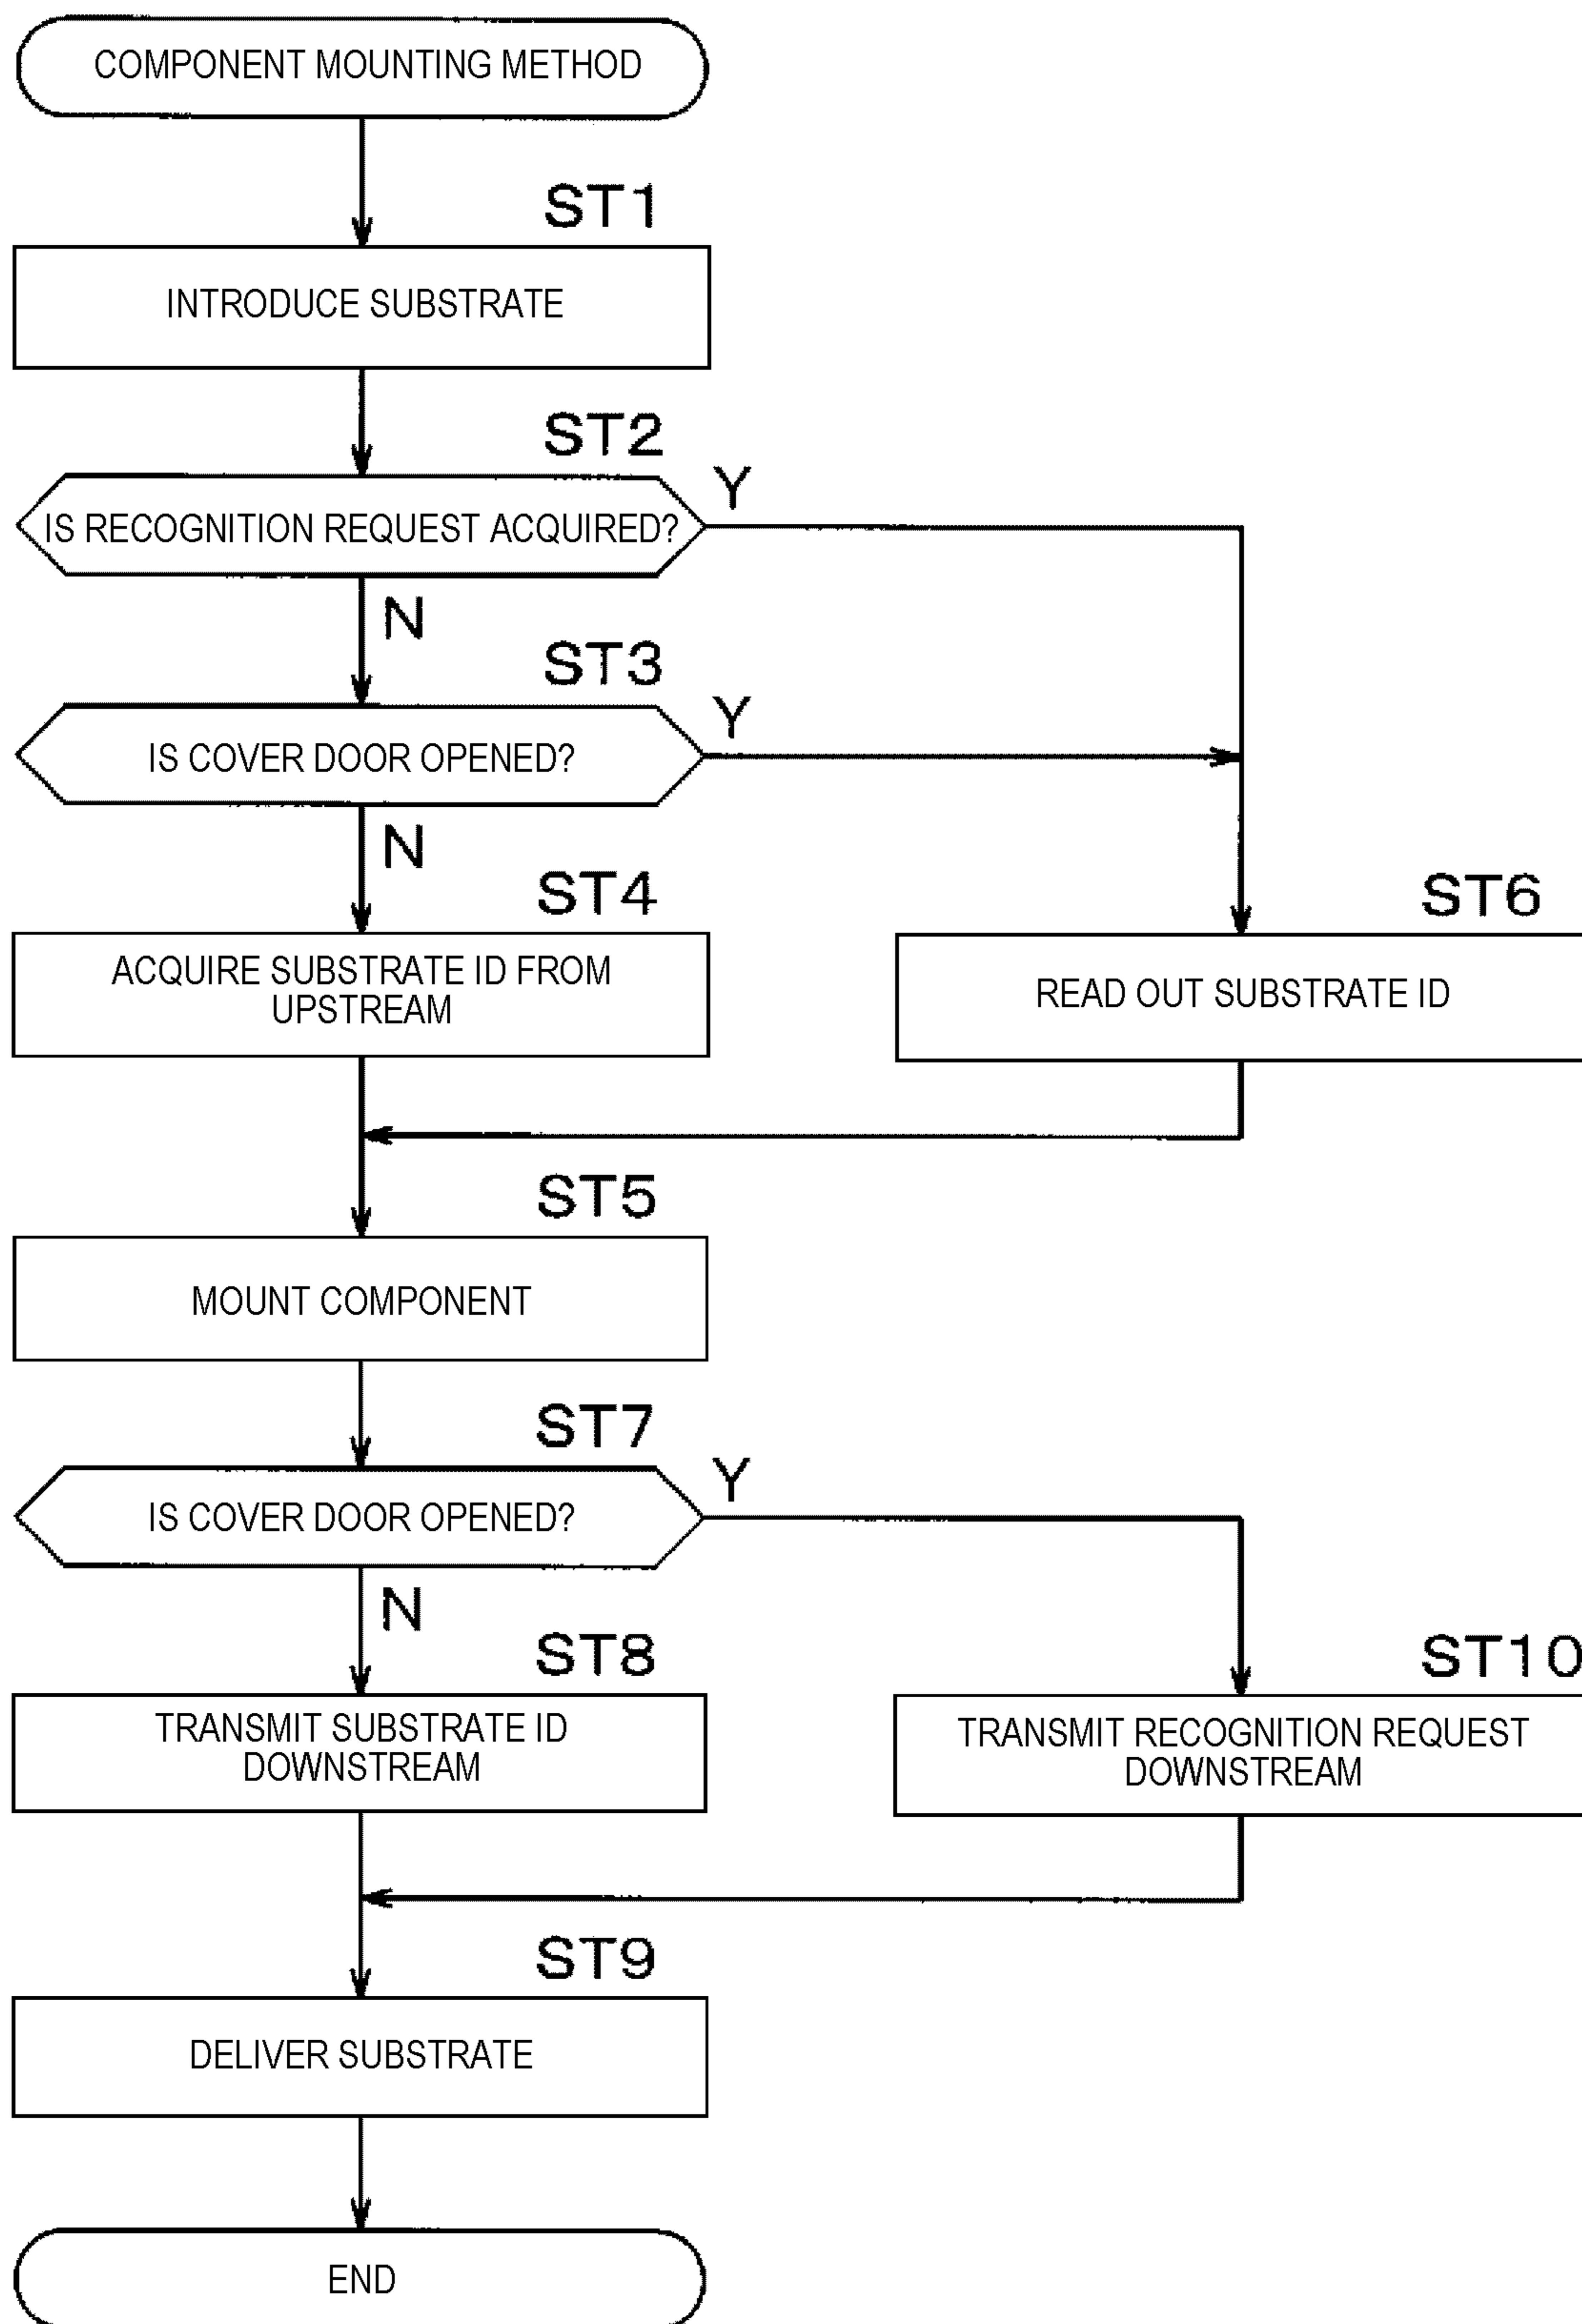 COMPONENT MOUNTING METHOD
ST1
INTRODUCE SUBSTRATE
ST2
IS RECOGNITION REQUEST ACQUIRED?
Y
N
ST3
IS COVER DOOR OPENED?
Y
N
ST4
ACQUIRE SUBSTRATE ID FROM
UPSTREAM
ST6
READ OUT SUBSTRATE ID
ST5
MOUNT COMPONENT
ST7
IS COVER DOOR OPENED?
Y
N
ST8
TRANSMIT SUBSTRATE ID
DOWNSTREAM
ST10
TRANSMIT RECOGNITION REQUEST
DOWNSTREAM
ST9
DELIVER SUBSTRATE
END